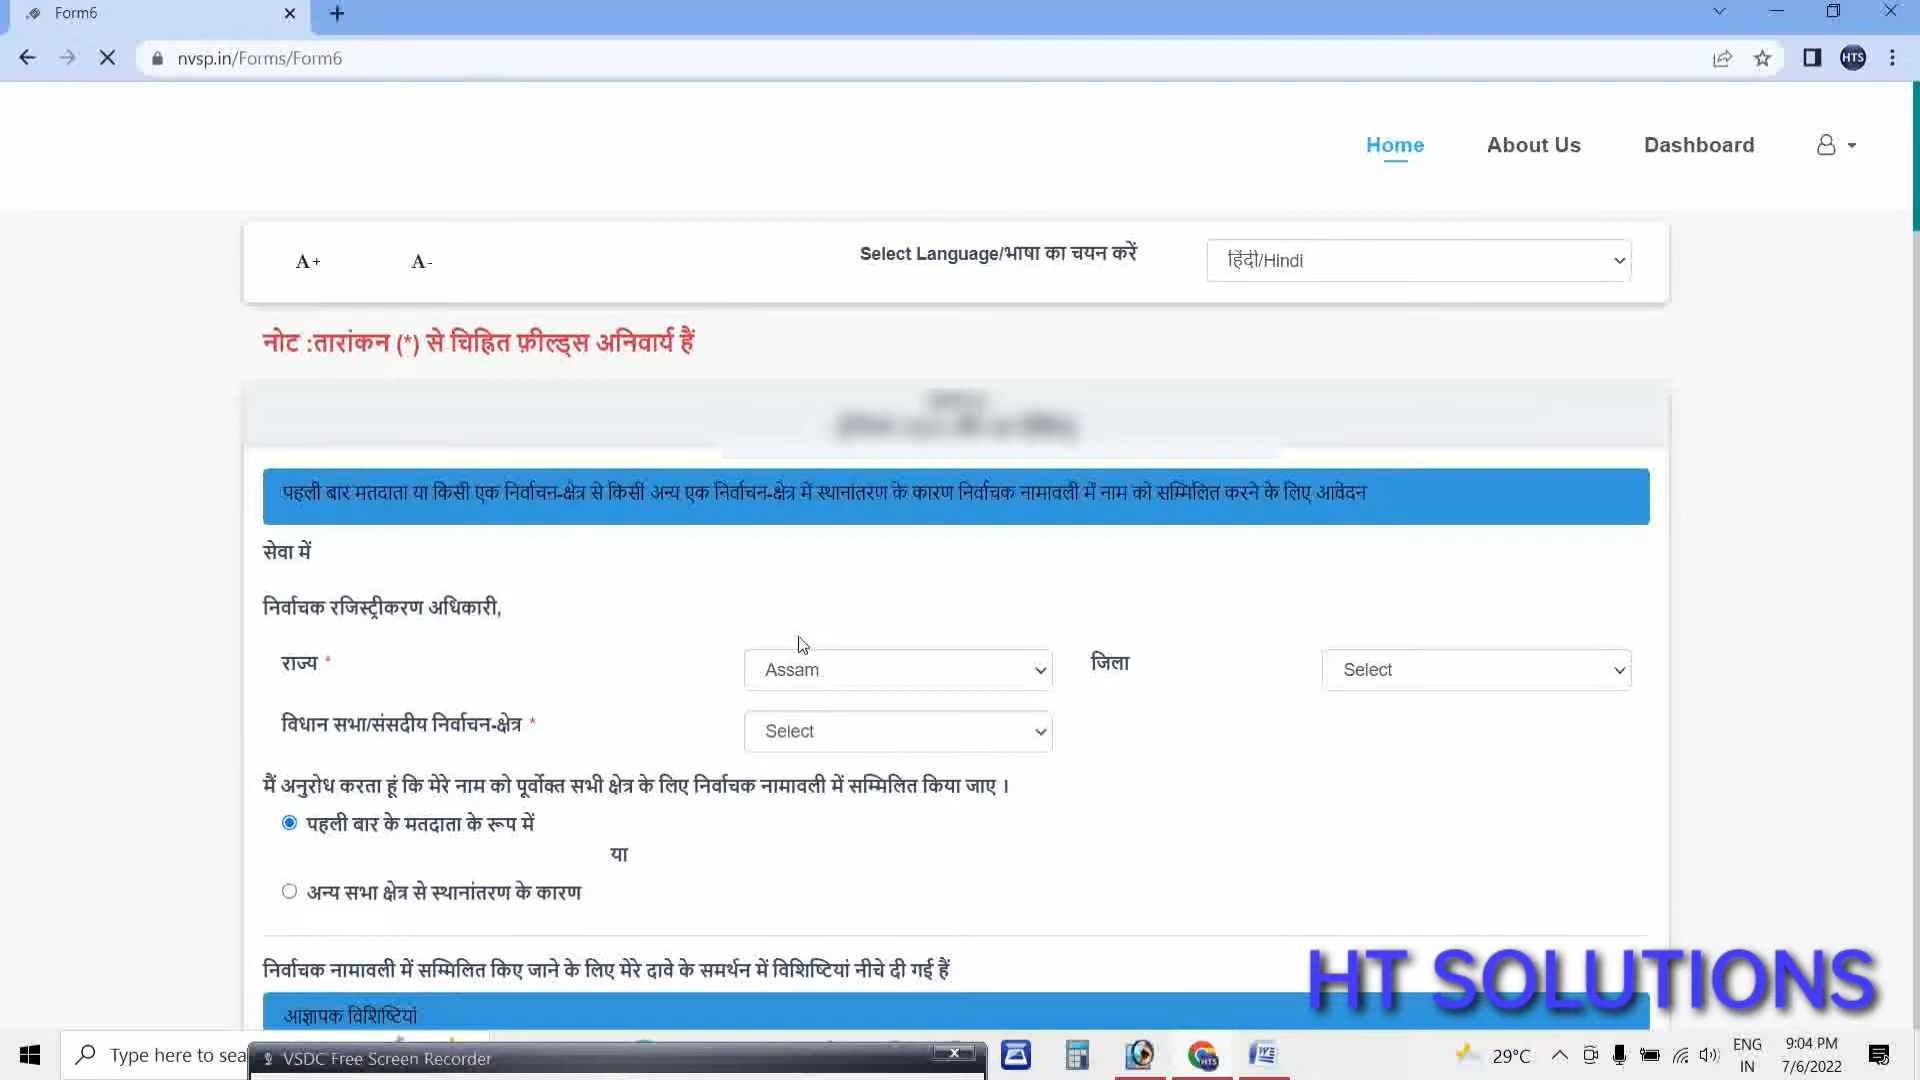 Form6
nvsp.in/Forms/Form6
HTS
Home About Us Dashboard
A+ A- Select Language/भाषा का चयन करें हिंदी/Hindi
नोट :तारांकन (*) से चिह्नित फ़ील्ड्स अनिवार्य हैं
पहली बार मतदाता या किसी एक निर्वाचन-क्षेत्र से किसी अन्य एक निर्वाचन-क्षेत्र में स्थानांतरण के कारण निर्वाचक नामावली में नाम को सम्मिलित करने के लिए आवेदन
सेवा में
निर्वाचक रजिस्ट्रीकरण अधिकारी,
राज्य * Assam जिला Select
विधान सभा/संसदीय निर्वाचन-क्षेत्र * Select
मैं अनुरोध करता हूं कि मेरे नाम को पूर्वोक्त सभी क्षेत्र के लिए निर्वाचक नामावली में सम्मिलित किया जाए ।
पहली बार के मतदाता के रूप में
या
अन्य सभा क्षेत्र से स्थानांतरण के कारण
निर्वाचक नामावली में सम्मिलित किए जाने के लिए मेरे दावे के समर्थन में विशिष्टियां नीचे दी गई हैं
HT SOLUTIONS
आज्ञापक विशिष्टियां
Type here to sea
VSDC Free Screen Recorder
29°C
ENG
IN
9:04 PM
7/6/2022